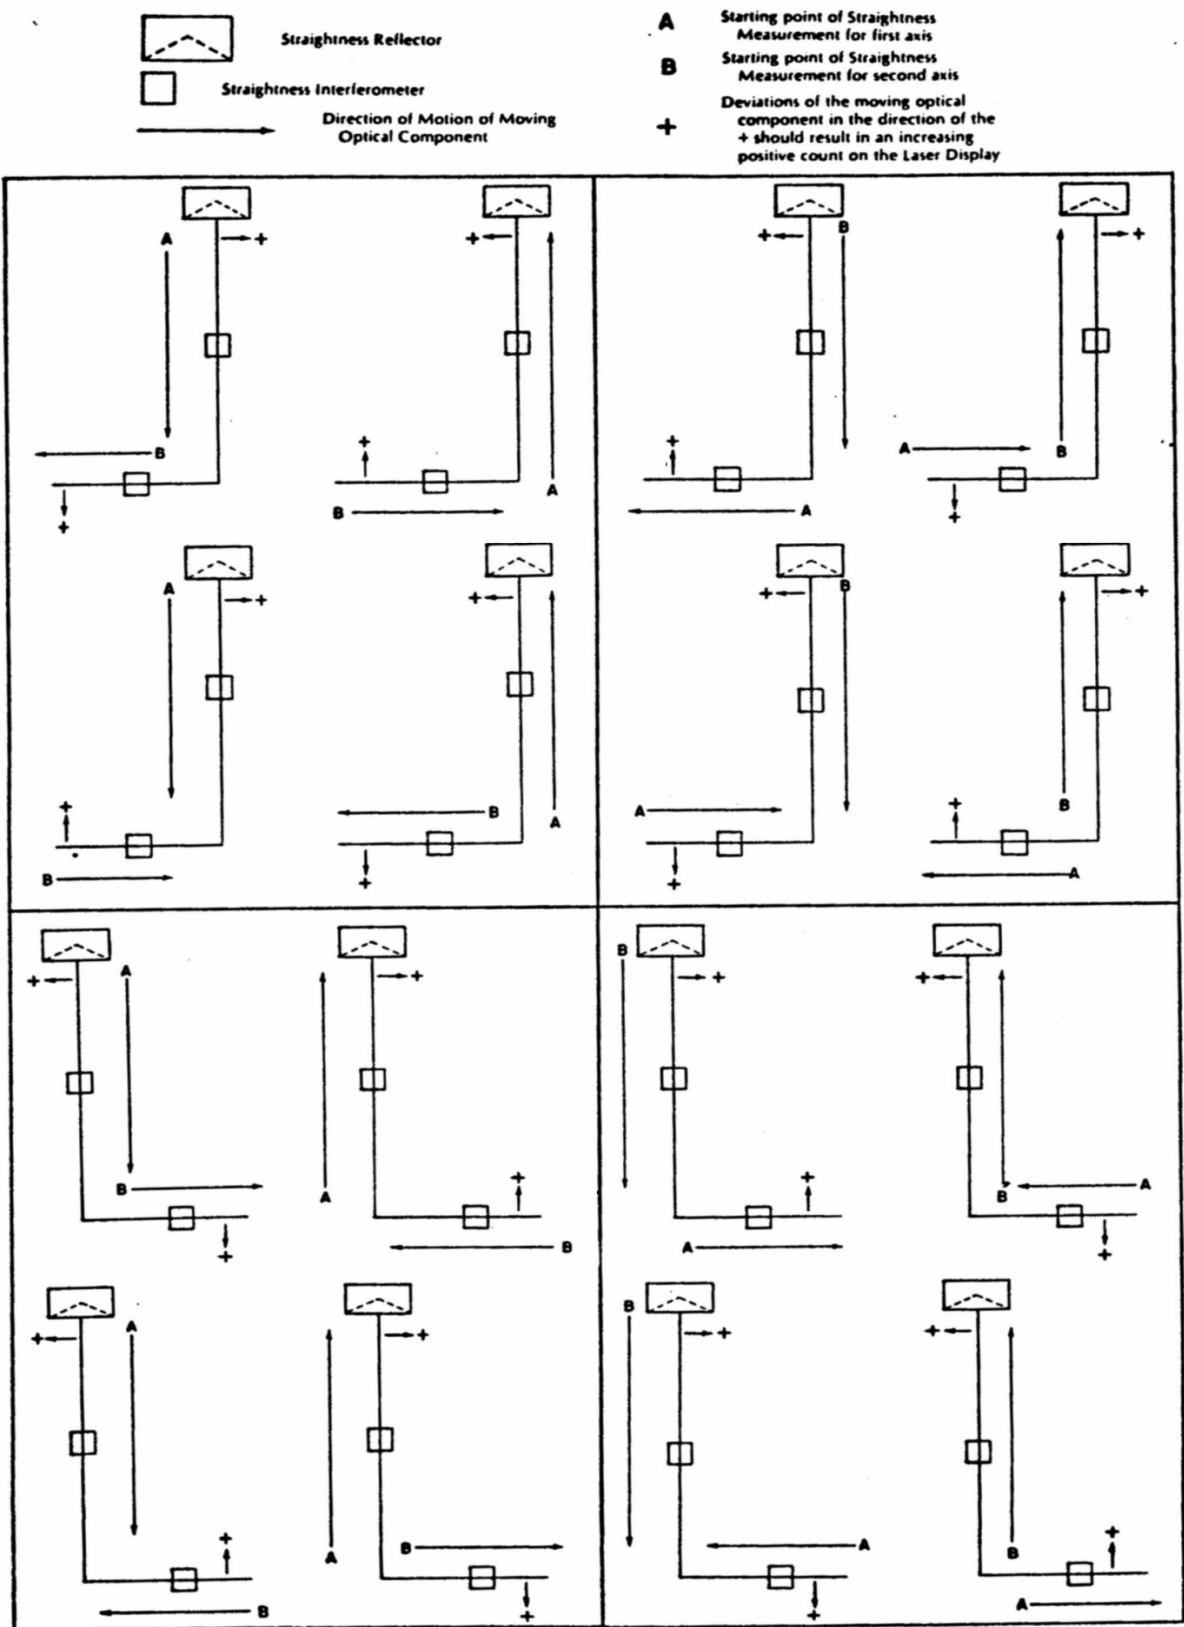 Straightness Reflector
Straightness Interferometer
Direction of Motion of Moving
Optical Component
A Starting point of Straightness
Measurement for first axis
B Starting point of Straightness
Measurement for second axis
+ Deviations of the moving optical
component in the direction of the
+ should result in an increasing
positive count on the Laser Display
A + + +
B + B A
+ B +
A B +
A +
A + + +
B B A
+ B +
A B +
+ A
+ A + +
B + A +
B
+ A + +
+ B
A B +
B + + +
+ B A
A +
B + + +
A B +
+ A